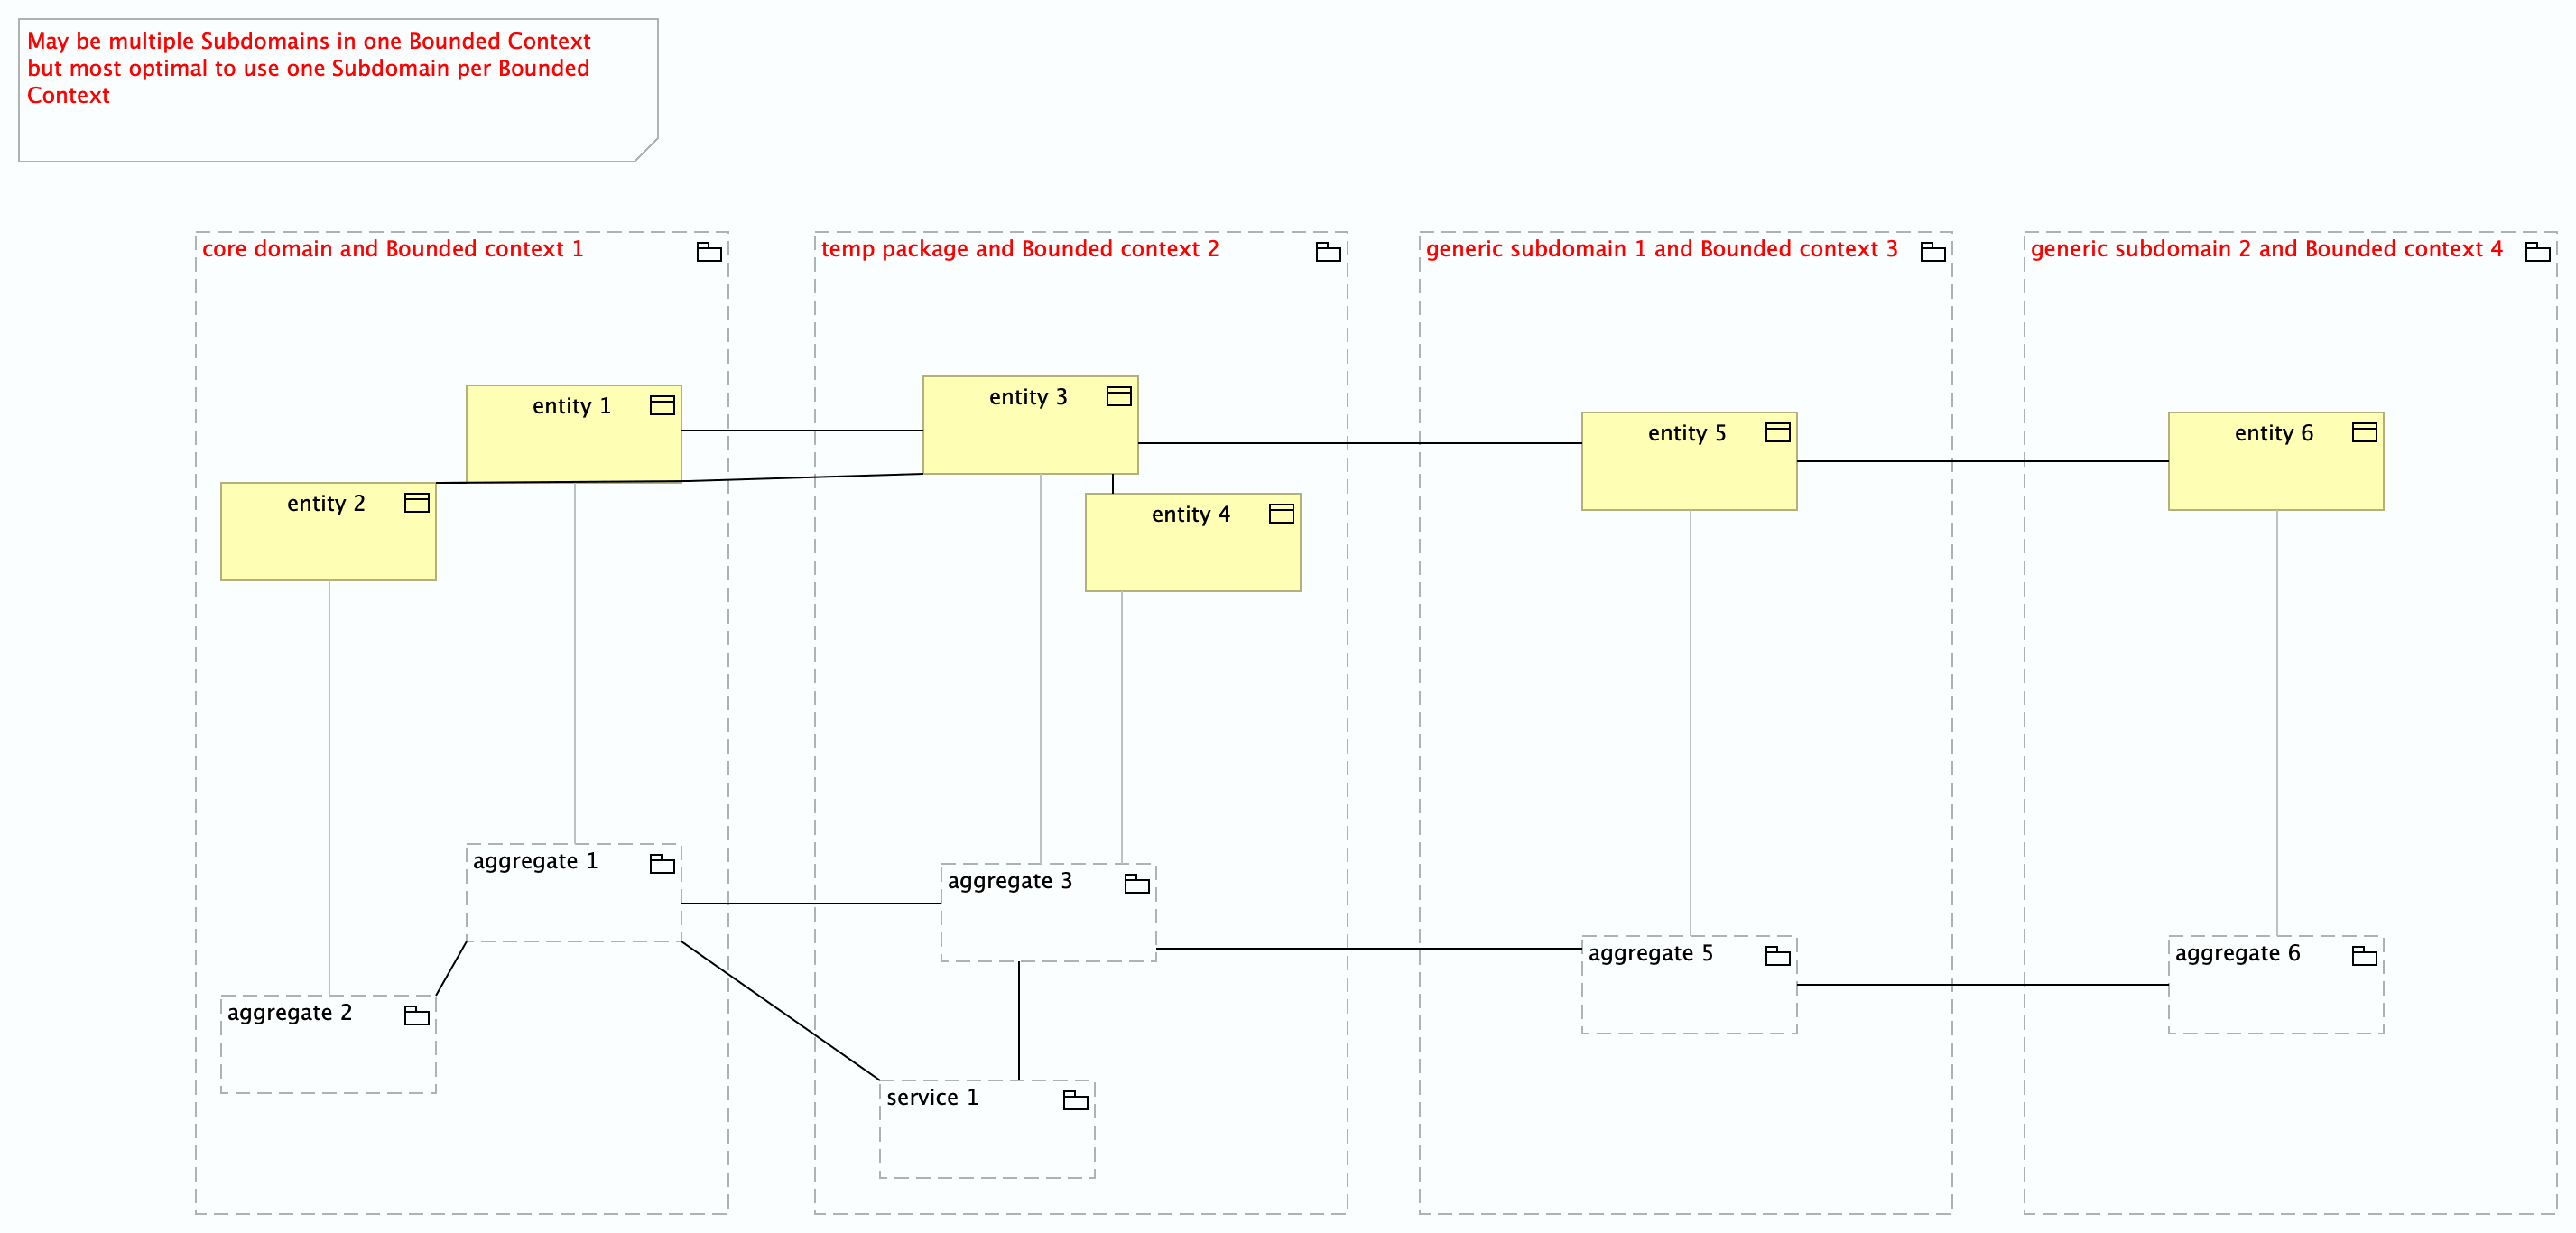 May be multiple Subdomains in one Bounded Context
but most optimal to use one Subdomain per Bounded
Context
core domain and Bounded context 1
temp package and Bounded context 2
generic subdomain 1 and Bounded context 3
generic subdomain 2 and Bounded context 4
entity 1
entity 3
entity 5
entity 6
entity 2
entity 4
aggregate 1
aggregate 3
aggregate 5
aggregate 6
aggregate 2
service 1